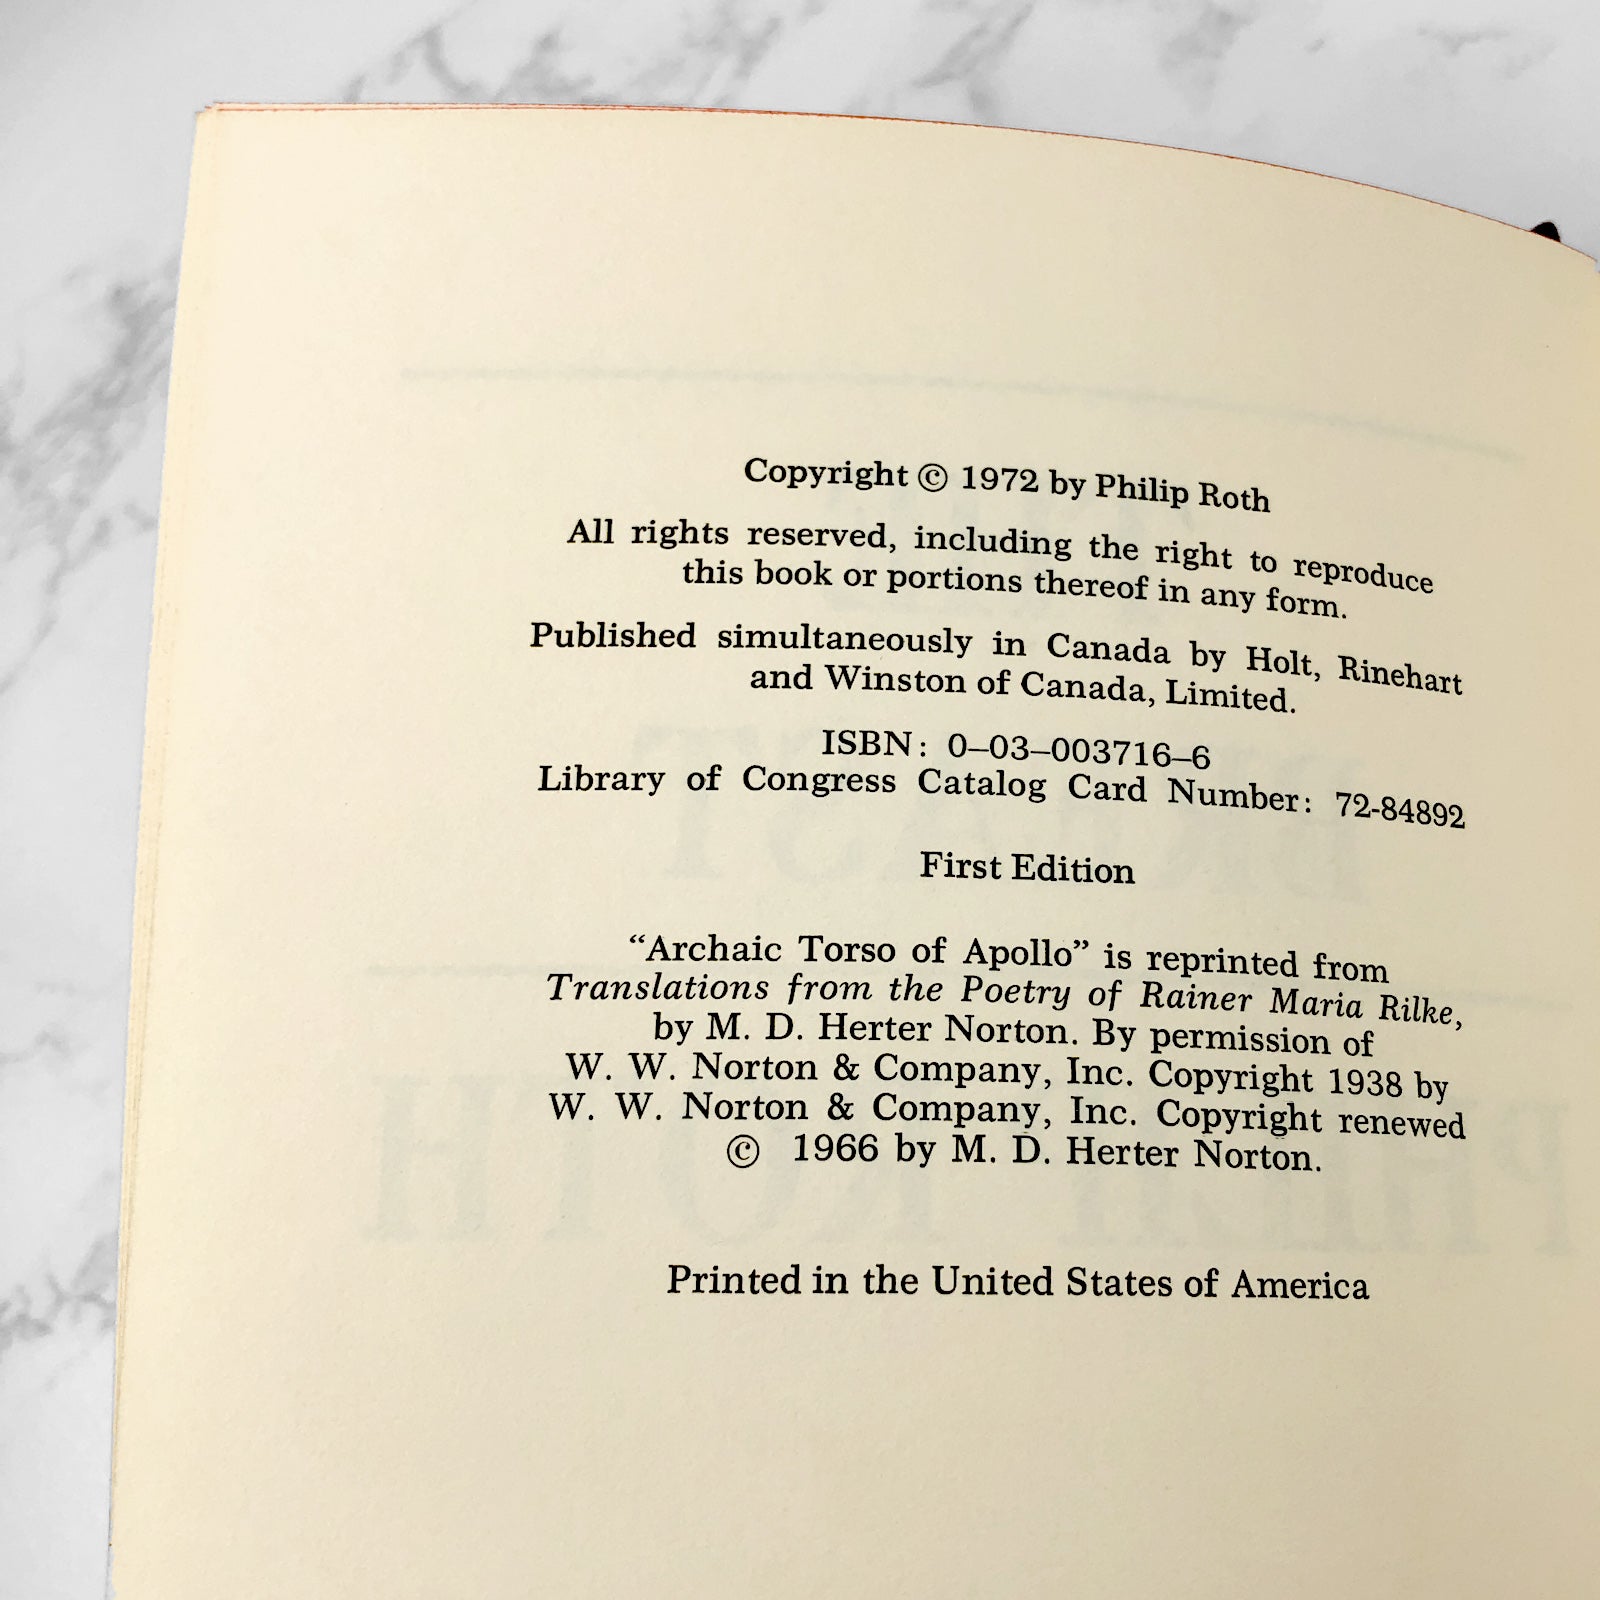 Copyright © 1972 by Philip Roth
All rights reserved, including the right to reproduce
this book or portions thereof in any form.
Published simultaneously in Canada by Holt, Rinehart
and Winston of Canada, Limited.
ISBN: 0–03–003716–6
Library of Congress Catalog Card Number: 72-84892
First Edition
“Archaic Torso of Apollo” is reprinted from
Translations from the Poetry of Rainer Maria Rilke,
by M. D. Herter Norton. By permission of
W. W. Norton & Company, Inc. Copyright 1938 by
W. W. Norton & Company, Inc. Copyright renewed
© 1966 by M. D. Herter Norton.
Printed in the United States of America